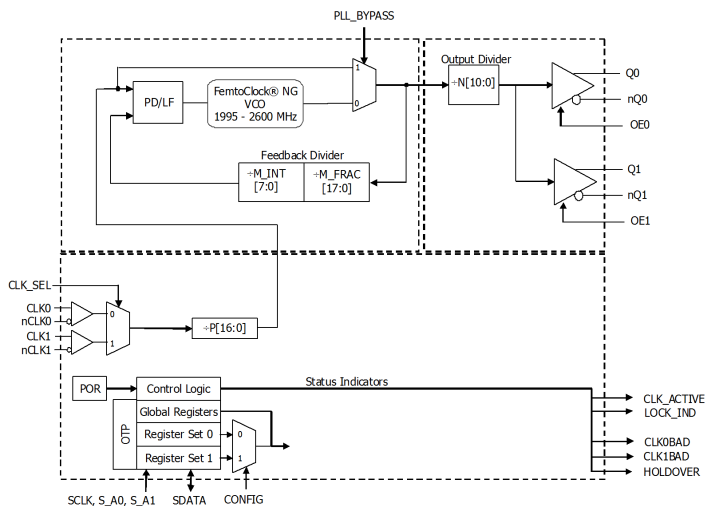 PLL_BYPASS
Output Divider
1
0
PD/LF
FemtoClock® NG
VCO
1995 - 2600 MHz
÷N[10:0]
Q0
nQ0
OE0
Feedback Divider
÷M_INT
[7:0]
÷M_FRAC
[17:0]
Q1
nQ1
OE1
CLK_SEL
CLK0
nCLK0
CLK1
nCLK1
0
1
÷P[16:0]
POR
Control Logic
Status Indicators
OTP
Global Registers
Register Set 0
Register Set 1
0
1
CLK_ACTIVE
LOCK_IND
CLK0BAD
CLK1BAD
HOLDOVER
SCLK, S_A0, S_A1
SDATA
CONFIG